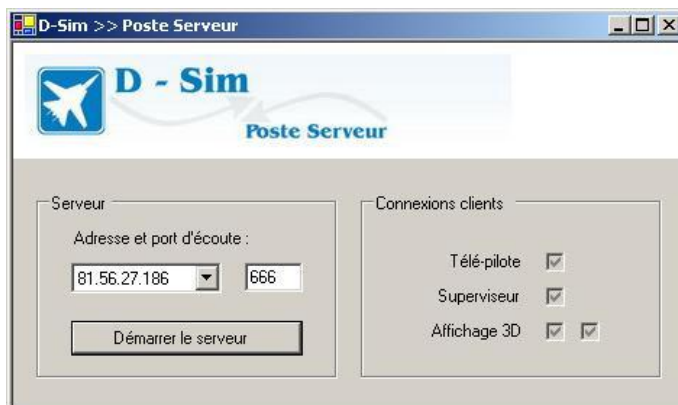 D-Sim >> Poste Serveur
D - Sim
Poste Serveur
Serveur
Adresse et port d'écoute :
81.56.27.186
666
Démarrer le serveur
Connexions clients
Télé-pilote
Superviseur
Affichage 3D